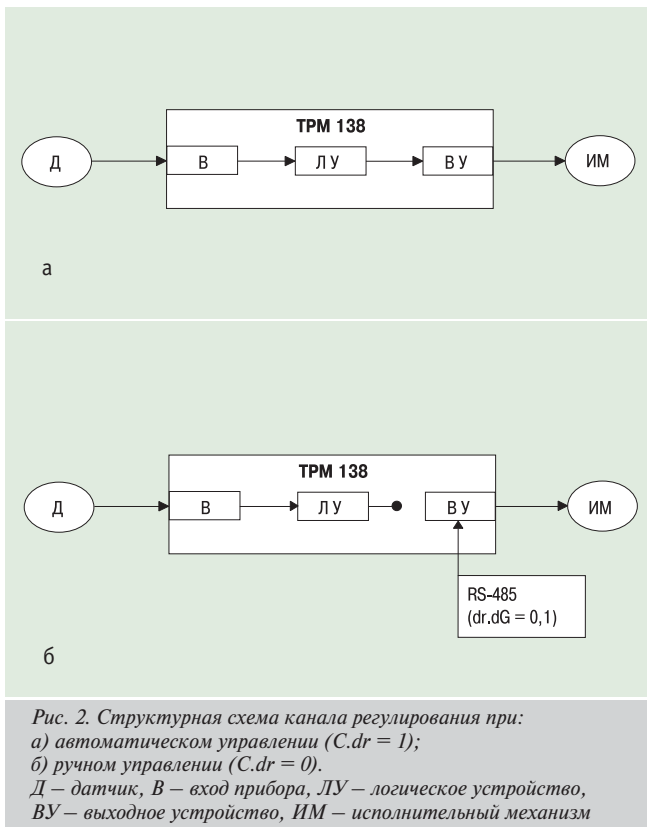 ТРМ 138
Д В ЛУ ВУ ИМ
а
ТРМ 138
Д В ЛУ ВУ ИМ
RS-485
(dr.dG = 0,1)
б
Рис. 2. Структурная схема канала регулирования при:
а) автоматическом управлении (C.dr = 1);
б) ручном управлении (C.dr = 0).
Д – датчик, В – вход прибора, ЛУ – логическое устройство,
ВУ – выходное устройство, ИМ – исполнительный механизм